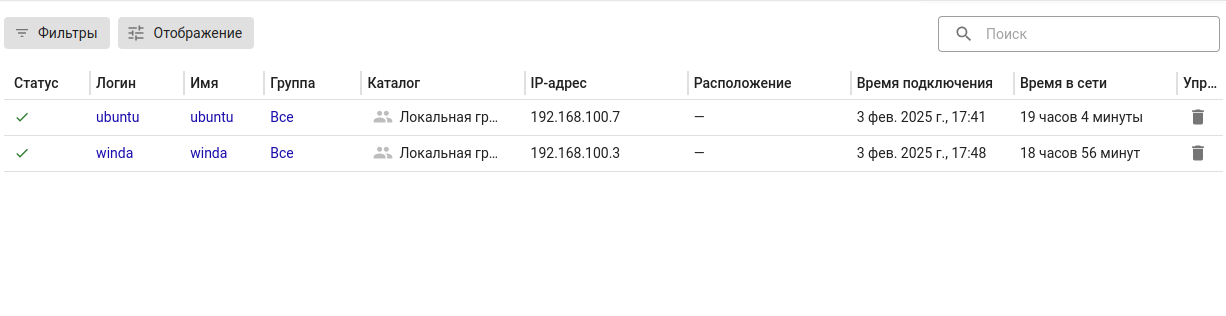 Фильтры Отображение Поиск
Статус Логин Имя Группа Каталог IP-адрес Расположение Время подключения Время в сети Упр...
ubuntu ubuntu Все Локальная гр... 192.168.100.7 — 3 фев. 2025 г., 17:41 19 часов 4 минуты
winda winda Все Локальная гр... 192.168.100.3 — 3 фев. 2025 г., 17:48 18 часов 56 минут